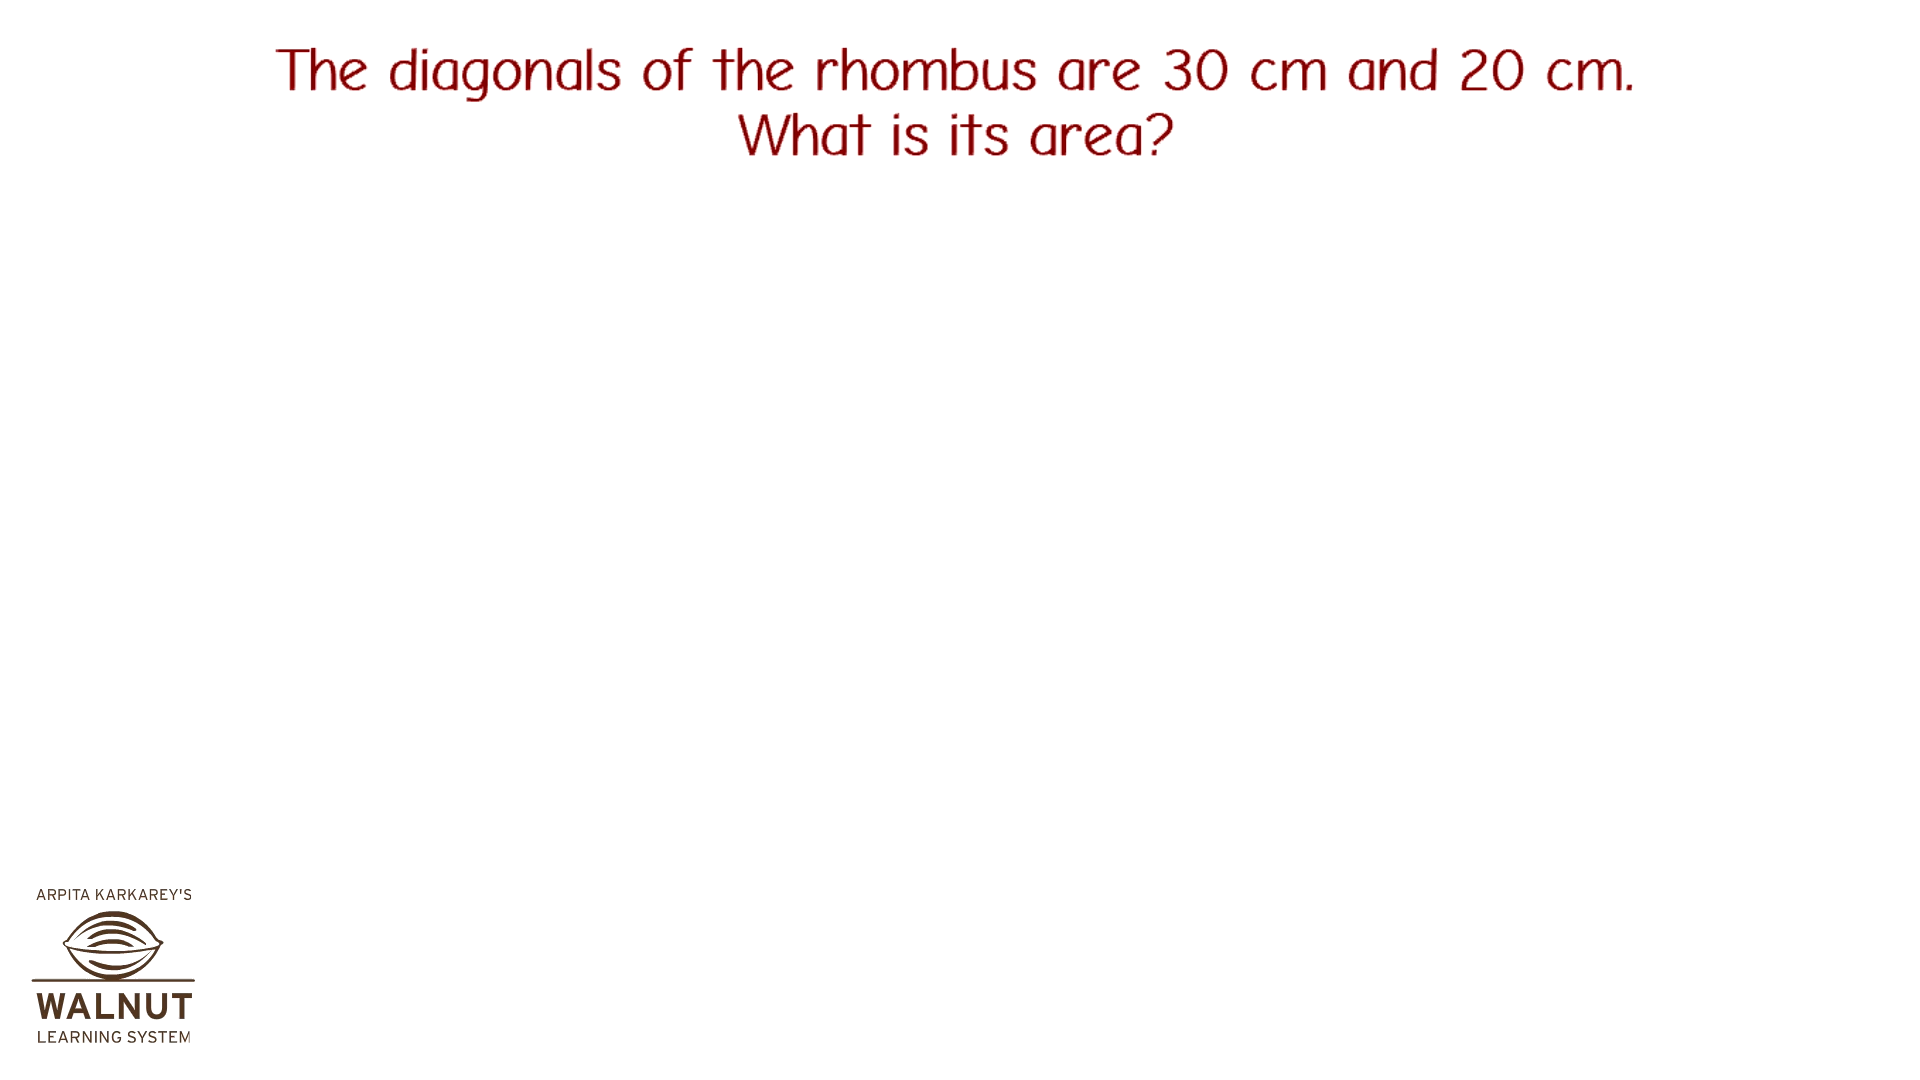 The diagonals of the rhombus are 30 cm and 20 cm.
What is its area?
ARPITA KARKAREY'S
WALNUT
LEARNING SYSTEM